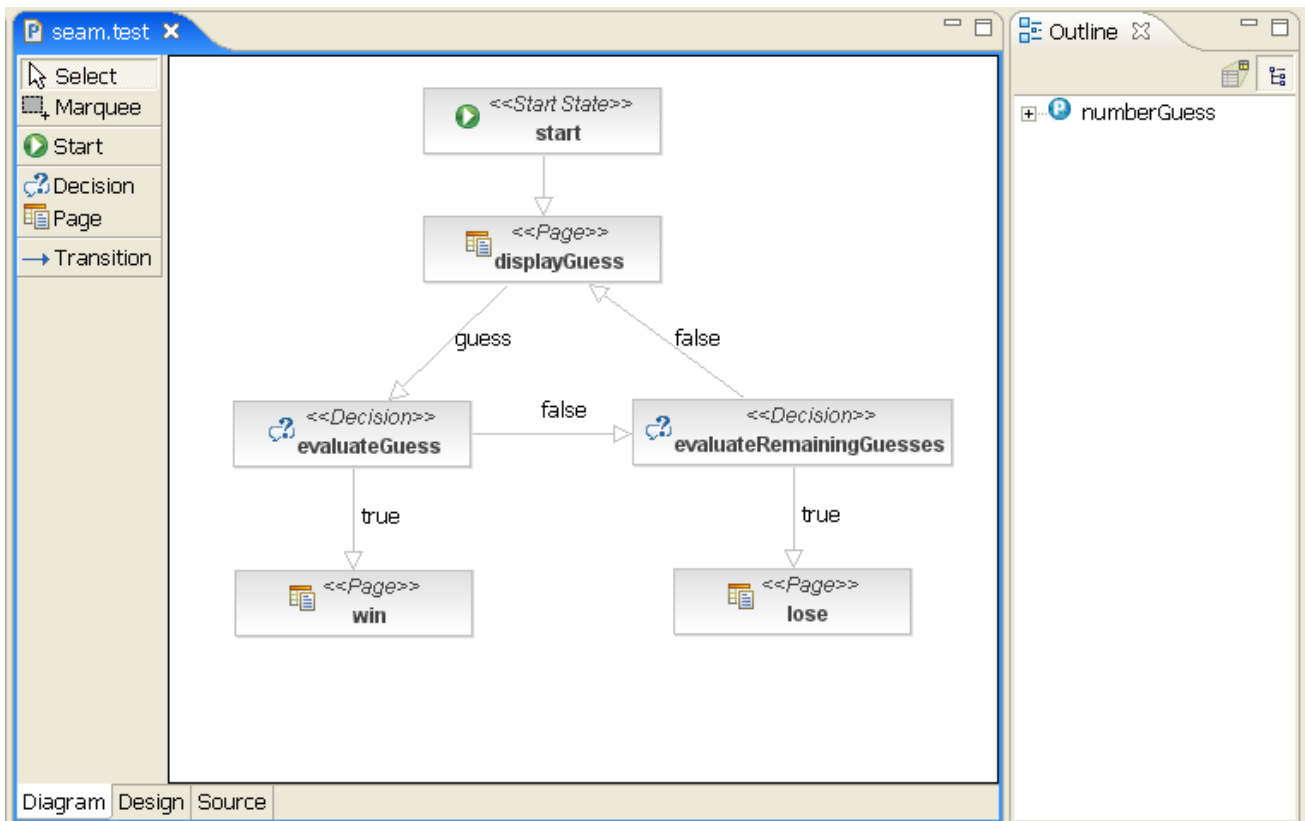 seam.test
Outline
Select
Marquee
Start
Decision
Page
Transition
<<Start State>>
start
<<Page>>
displayGuess
guess
false
<<Decision>>
evaluateGuess
false
<<Decision>>
evaluateRemainingGuesses
true
true
<<Page>>
win
<<Page>>
lose
numberGuess
Diagram Design Source